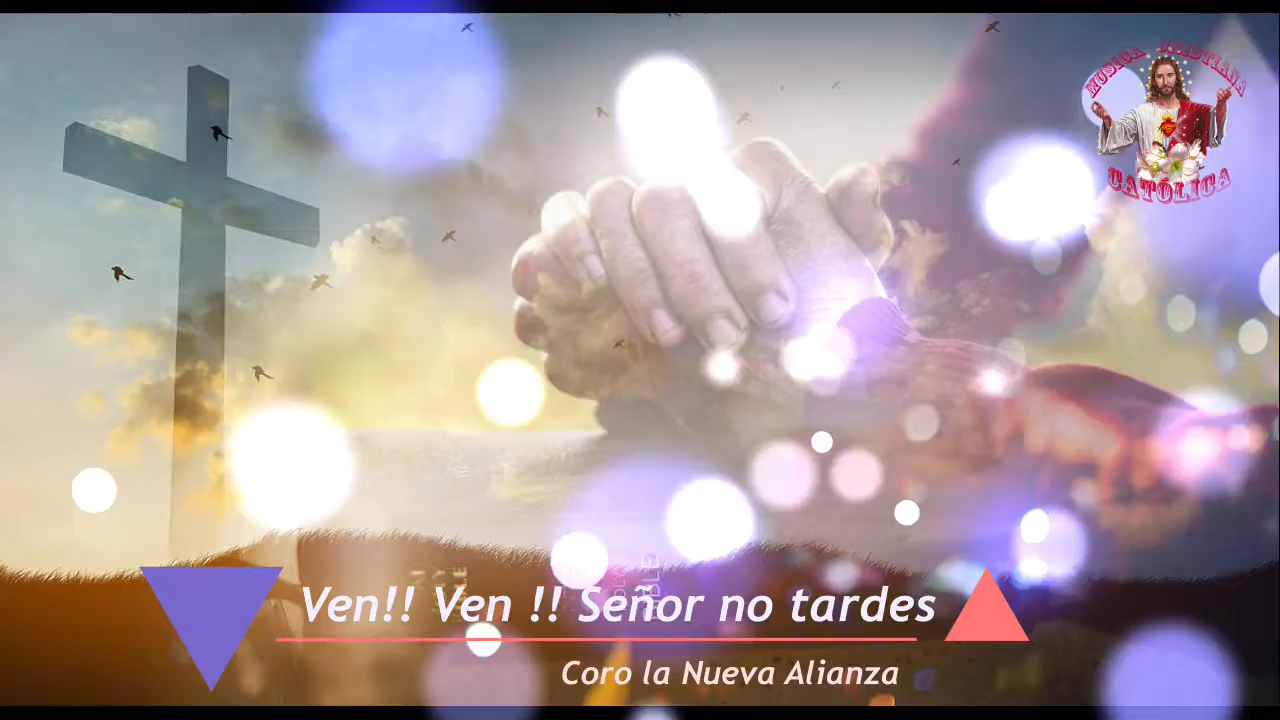 MUSICA CRISTIANA
CATÓLICA
Ven!! Ven !! Señor no tardes
Coro la Nueva Alianza